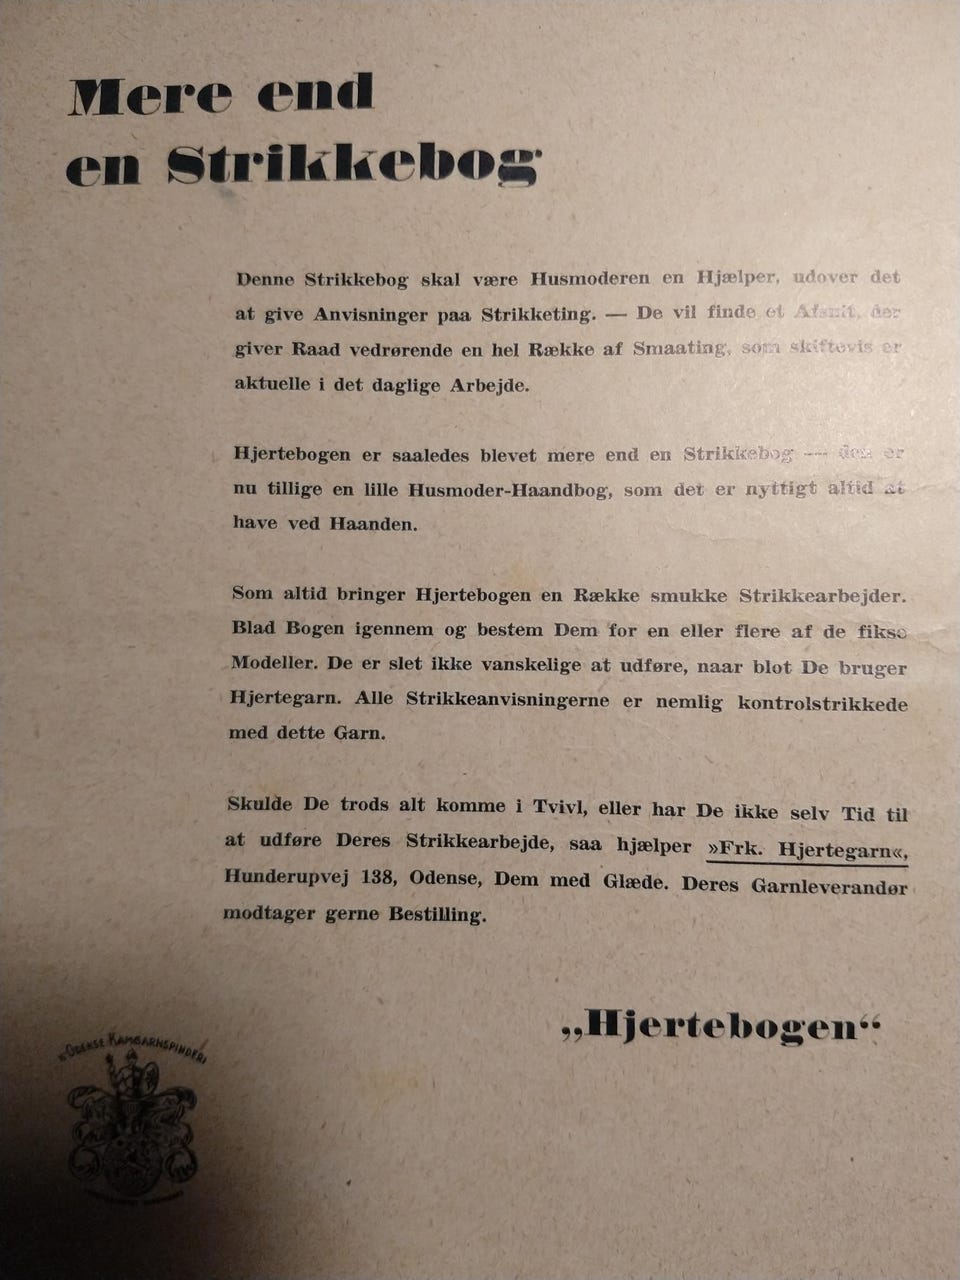 Mere end
en Strikkebog
Denne Strikkebog skal være Husmoderen en Hjælper, udover det
at give Anvisninger paa Strikketing. — De vil finde et Afsnit, der
giver Raad vedrørende en hel Række af Smaating, som skiftevis er
aktuelle i det daglige Arbejde.
Hjertebogen er saaledes blevet mere end en Strikkebog — den er
nu tillige en lille Husmoder-Haandbog, som det er nyttigt altid at
have ved Haanden.
Som altid bringer Hjertebogen en Række smukke Strikkearbejder.
Blad Bogen igennem og bestem Dem for en eller flere af de fikse
Modeller. De er slet ikke vanskelige at udføre, naar blot De bruger
Hjertegarn. Alle Strikkeanvisningerne er nemlig kontrolstrikkede
med dette Garn.
Skulde De trods alt komme i Tvivl, eller har De ikke selv Tid til
at udføre Deres Strikkearbejde, saa hjælper »Frk. Hjertegarn«,
Hunderupvej 138, Odense, Dem med Glæde. Deres Garnleverandør
modtager gerne Bestilling.
„Hjertebogen“
"Odense Kamgarnspinderi